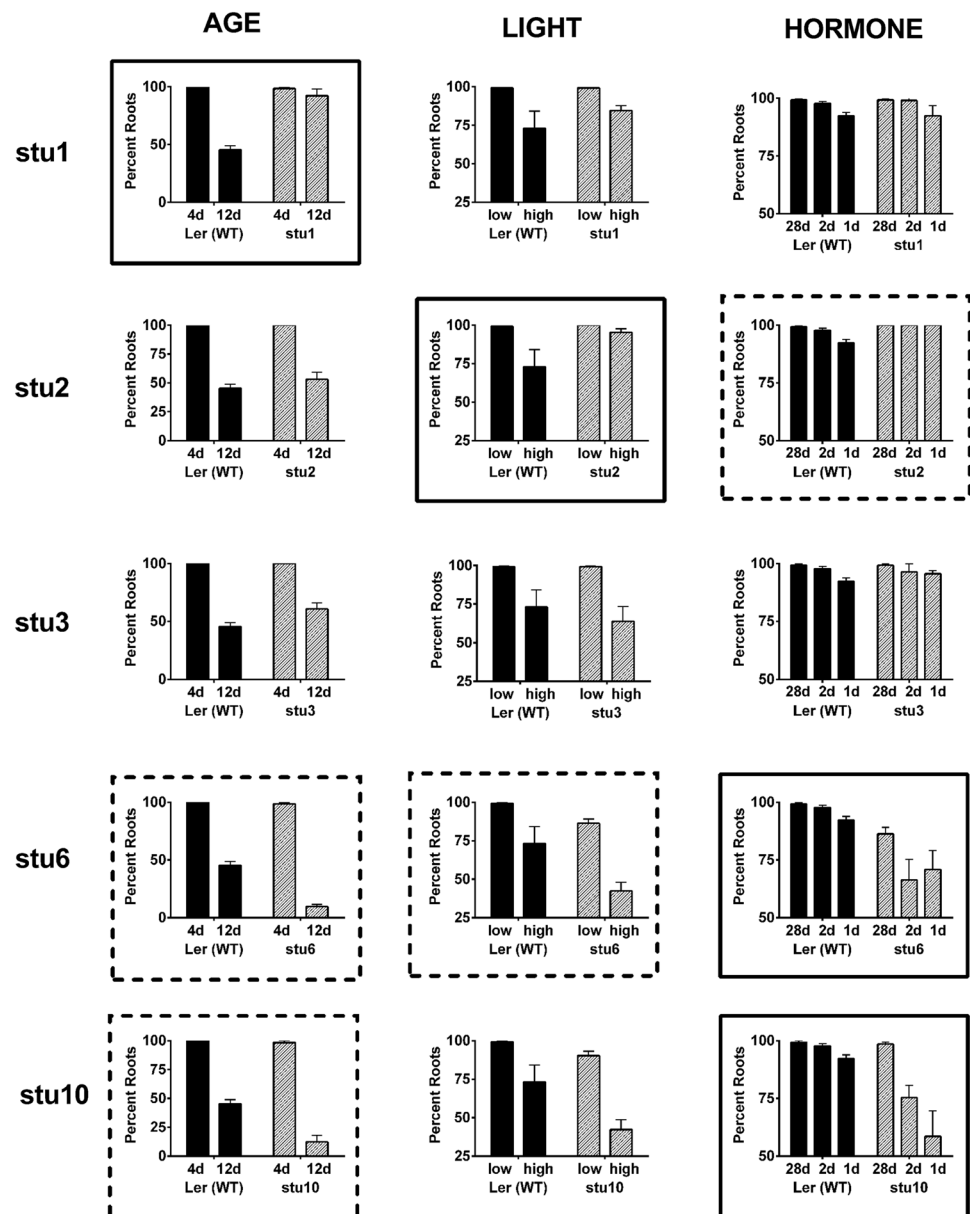 AGE LIGHT HORMONE
stu1
Percent Roots
100
50
0
4d 12d 4d 12d
Ler (WT) stu1
Percent Roots
100
75
50
25
low high low high
Ler (WT) stu1
Percent Roots
100
75
50
28d 2d 1d 28d 2d 1d
Ler (WT) stu1
stu2
Percent Roots
100
75
50
25
0
4d 12d 4d 12d
Ler (WT) stu2
Percent Roots
100
75
50
25
low high low high
Ler (WT) stu2
Percent Roots
100
75
50
28d 2d 1d 28d 2d 1d
Ler (WT) stu2
stu3
Percent Roots
100
50
0
4d 12d 4d 12d
Ler (WT) stu3
Percent Roots
100
75
50
25
low high low high
Ler (WT) stu3
Percent Roots
100
75
50
28d 2d 1d 28d 2d 1d
Ler (WT) stu3
stu6
Percent Roots
100
50
0
4d 12d 4d 12d
Ler (WT) stu6
Percent Roots
100
75
50
25
low high low high
Ler (WT) stu6
Percent Roots
100
75
50
28d 2d 1d 28d 2d 1d
Ler (WT) stu6
stu10
Percent Roots
100
75
50
25
0
4d 12d 4d 12d
Ler (WT) stu10
Percent Roots
100
75
50
25
low high low high
Ler (WT) stu10
Percent Roots
100
75
50
28d 2d 1d 28d 2d 1d
Ler (WT) stu10